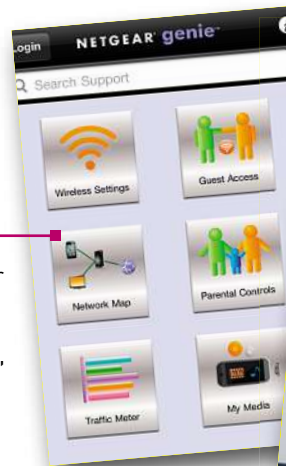 Login NETGEAR genie
Search Support
Wireless Settings
Guest Access
Network Map
Parental Controls
Traffic Meter
My Media